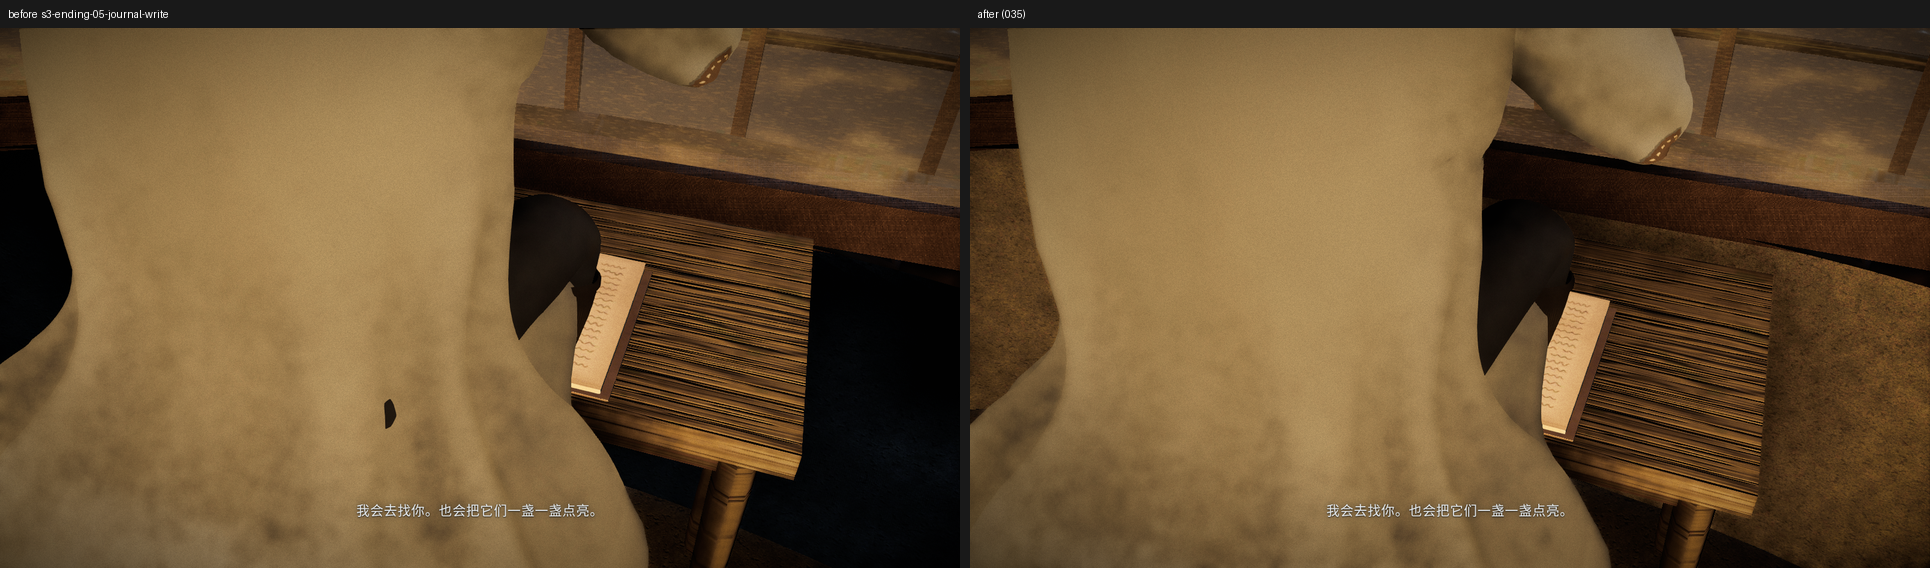 before s3-ending-05-journal-write
after (035)
我会去找你。也会把它们一盏一盏点亮。
我会去找你。也会把它们一盏一盏点亮。